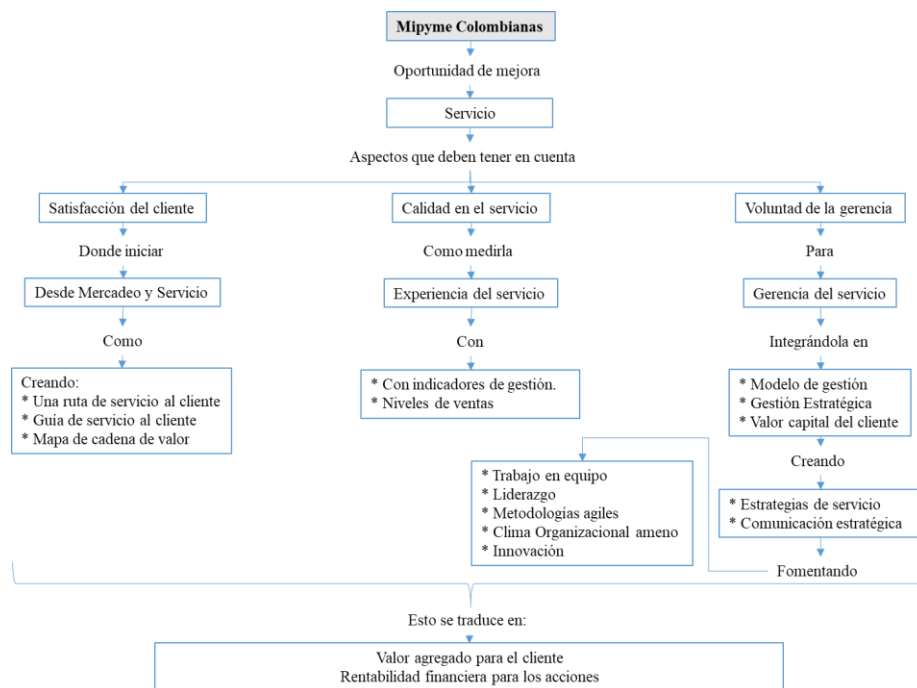 Mipyme Colombianas
Oportunidad de mejora
Servicio
Aspectos que deben tener en cuenta
Satisfacción del cliente
Donde iniciar
Desde Mercadeo y Servicio
Como
Creando:
* Una ruta de servicio al cliente
* Guía de servicio al cliente
* Mapa de cadena de valor
Calidad en el servicio
Como medirla
Experiencia del servicio
Con
* Con indicadores de gestión.
* Niveles de ventas
Voluntad de la gerencia
Para
Gerencia del servicio
Integrándola en
* Modelo de gestión
* Gestión Estratégica
* Valor capital del cliente
Creando
* Estrategias de servicio
* Comunicación estratégica
Fomentando
* Trabajo en equipo
* Liderazgo
* Metodologías agiles
* Clima Organizacional ameno
* Innovación
Esto se traduce en:
Valor agregado para el cliente
Rentabilidad financiera para los acciones